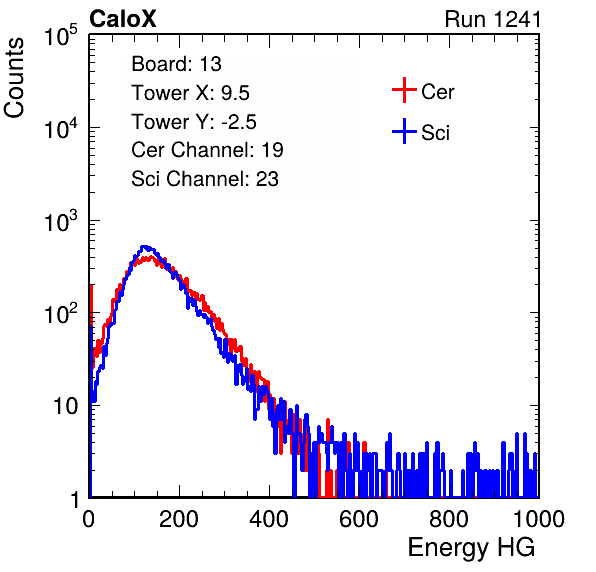 CaloX Run 1241
Counts
10^5
10^4
10^3
10^2
10
1
Board: 13
Tower X: 9.5
Tower Y: -2.5
Cer Channel: 19
Sci Channel: 23
Cer
Sci
0 200 400 600 800 1000
Energy HG